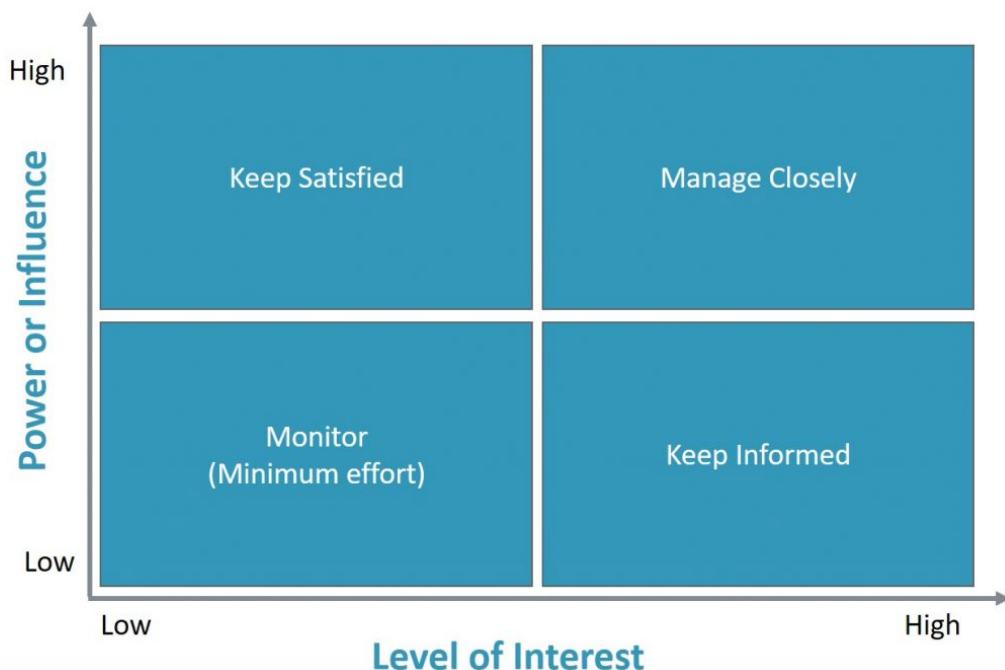 High
Keep Satisfied
Manage Closely
Power or Influence
Monitor
(Minimum effort)
Keep Informed
Low
Low
High
Level of Interest